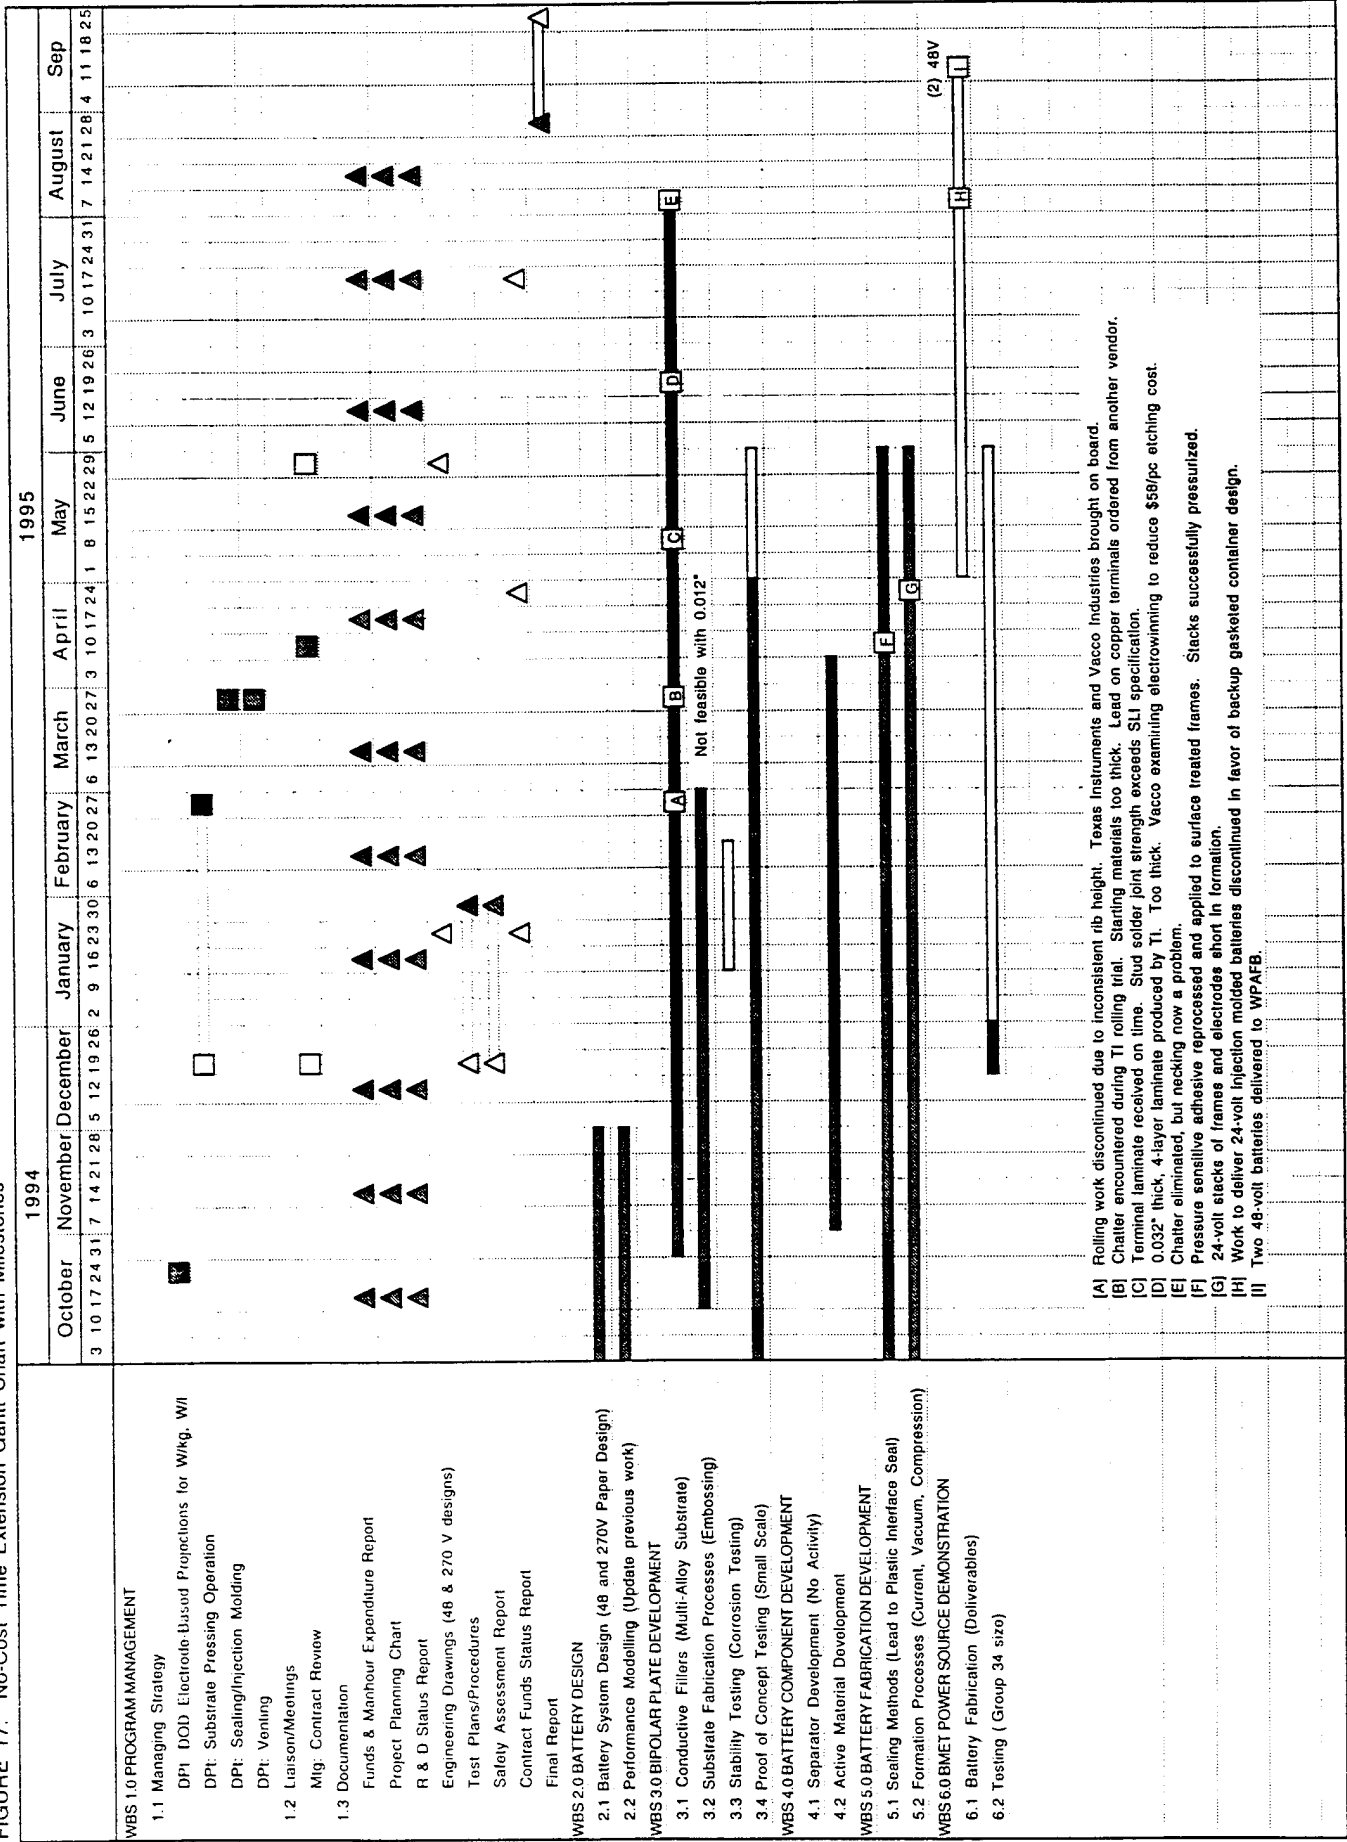 FIGURE 17. No-Cost Time Extension Gantt Chart with Milestones
1994
1995
October November December January February March April May June July August Sep
3 10 17 24 31 7 14 21 28 5 12 19 26 2 9 16 23 30 6 13 20 27 6 13 20 27 3 10 17 24 1 8 15 22 29 5 12 19 26 3 10 17 24 31 7 14 21 28 4 11 18 25
WBS 1.0 PROGRAM MANAGEMENT
1.1 Managing Strategy
DPt DOD Electrode-Based Projections for W/kg, W/l
DPt: Substrate Pressing Operation
DPt: Sealing/Injection Molding
DPt: Venting
1.2 Liaison/Meetings
Mtg: Contract Review
1.3 Documentation
Funds & Manhour Expenditure Report
Project Planning Chart
R & D Status Report
Engineering Drawings (48 & 270 V designs)
Test Plans/Procedures
Safety Assessment Report
Contract Funds Status Report
Final Report
WBS 2.0 BATTERY DESIGN
2.1 Battery System Design (48 and 270V Paper Design)
2.2 Performance Modelling (Update previous work)
WBS 3.0 BIPOLAR PLATE DEVELOPMENT
3.1 Conductive Fillers (Multi-Alloy Substrate)
A B C D E
3.2 Substrate Fabrication Processes (Embossing)
Not feasible with 0.012"
3.3 Stability Testing (Corrosion Testing)
3.4 Proof of Concept Testing (Small Scale)
WBS 4.0 BATTERY COMPONENT DEVELOPMENT
4.1 Separator Development (No Activity)
4.2 Active Material Development
WBS 5.0 BATTERY FABRICATION DEVELOPMENT
5.1 Sealing Methods (Lead to Plastic Interface Seal)
F
5.2 Formation Processes (Current, Vacuum, Compression)
G
WBS 6.0 BMET POWER SOURCE DEMONSTRATION
(2) 48V
6.1 Battery Fabrication (Deliverables)
H I
6.2 Testing ( Group 34 size)
[A] Rolling work discontinued due to inconsistent rib height. Texas Instruments and Vacco Industries brought on board.
[B] Chatter encountered during TI rolling trial. Starting materials too thick. Lead on copper terminals ordered from another vendor.
[C] Terminal laminate received on time. Stud solder joint strength exceeds SLI specification.
[D] 0.032" thick, 4-layer laminate produced by TI. Too thick. Vacco examining electrowinning to reduce $58/pc etching cost.
[E] Chatter eliminated, but necking now a problem.
[F] Pressure sensitive adhesive reprocessed and applied to surface treated frames. Stacks successfully pressurized.
[G] 24-volt stacks of frames and electrodes short in formation.
[H] Work to deliver 24-volt injection molded batteries discontinued in favor of backup gasketed container design.
[I] Two 48-volt batteries delivered to WPAFB.